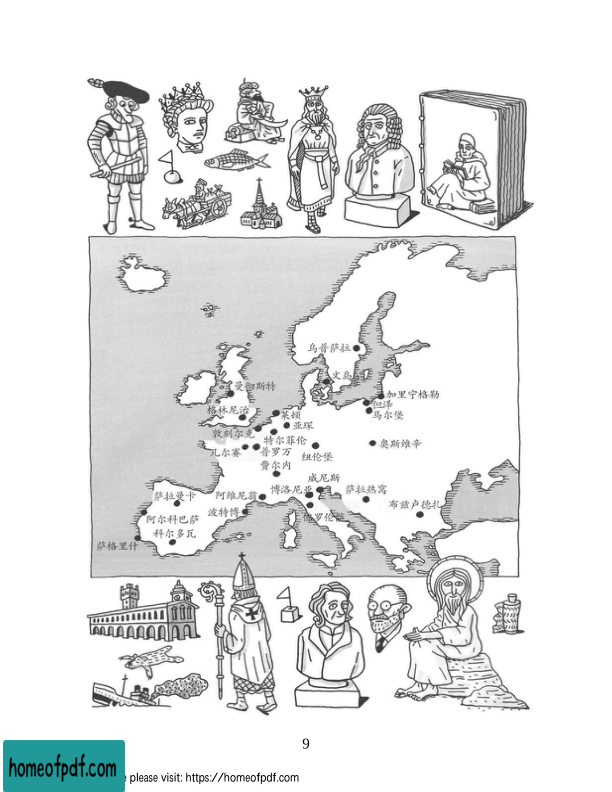 乌普萨拉
文岛
曼彻斯特
加里宁格勒
但泽
马尔堡
格林尼治
莱顿
亚琛
敦刻尔克
特尔菲伦
奥斯维辛
凡尔赛
普罗万
纽伦堡
费尔内
威尼斯
萨拉曼卡
阿维尼翁
博洛尼亚
萨拉热窝
阿尔科巴萨
波特博
布兹卢德扎
科尔多瓦
萨格里什
9
homeofpdf.com
please visit: https://homeofpdf.com